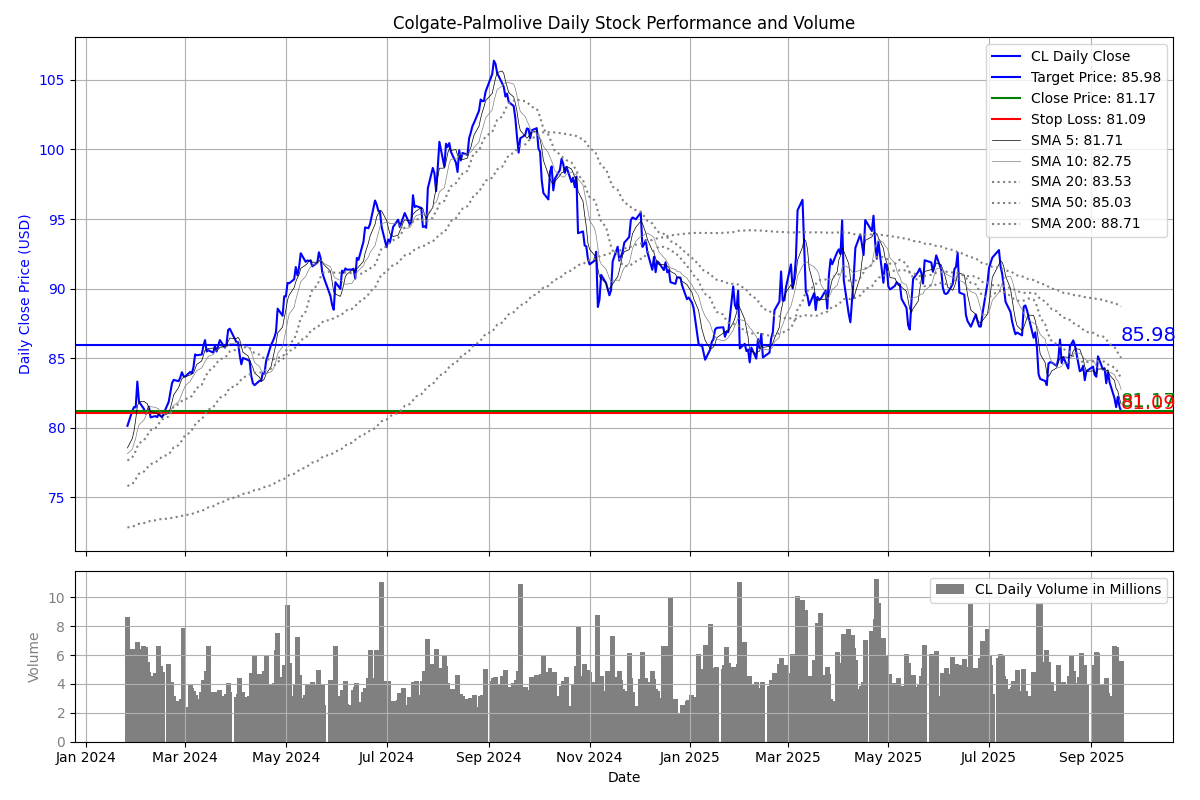 Colgate-Palmolive Daily Stock Performance and Volume
CL Daily Close
Target Price: 85.98
Close Price: 81.17
Stop Loss: 81.09
SMA 5: 81.71
SMA 10: 82.75
SMA 20: 83.53
SMA 50: 85.03
SMA 200: 88.71
Daily Close Price (USD)
105
100
95
90
85
80
75
85.98
81.17
81.09
CL Daily Volume in Millions
Volume
10
8
6
4
2
0
Jan 2024
Mar 2024
May 2024
Jul 2024
Sep 2024
Nov 2024
Jan 2025
Mar 2025
May 2025
Jul 2025
Sep 2025
Date